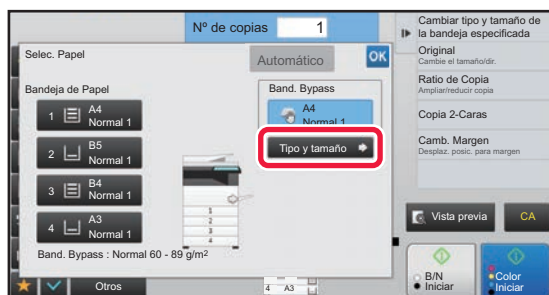 Nº de copias 1
Selec. Papel
Automático
OK
Bandeja de Papel
1 A4
Normal 1
2 B5
Normal 1
3 B4
Normal 1
4 A3
Normal 1
Band. Bypass
A4
Normal 1
Tipo y tamaño
1
2
3
4
Band. Bypass : Normal 60 - 89 g/m2
Otros
4 A3
Cambiar tipo y tamaño de
la bandeja especificada
Original
Cambie el tamaño/dir.
Ratio de Copia
Ampliar/reducir copia
Copia 2-Caras
Camb. Margen
Desplaz. posic. para margen
Vista previa
CA
B/N
Iniciar
Color
Iniciar